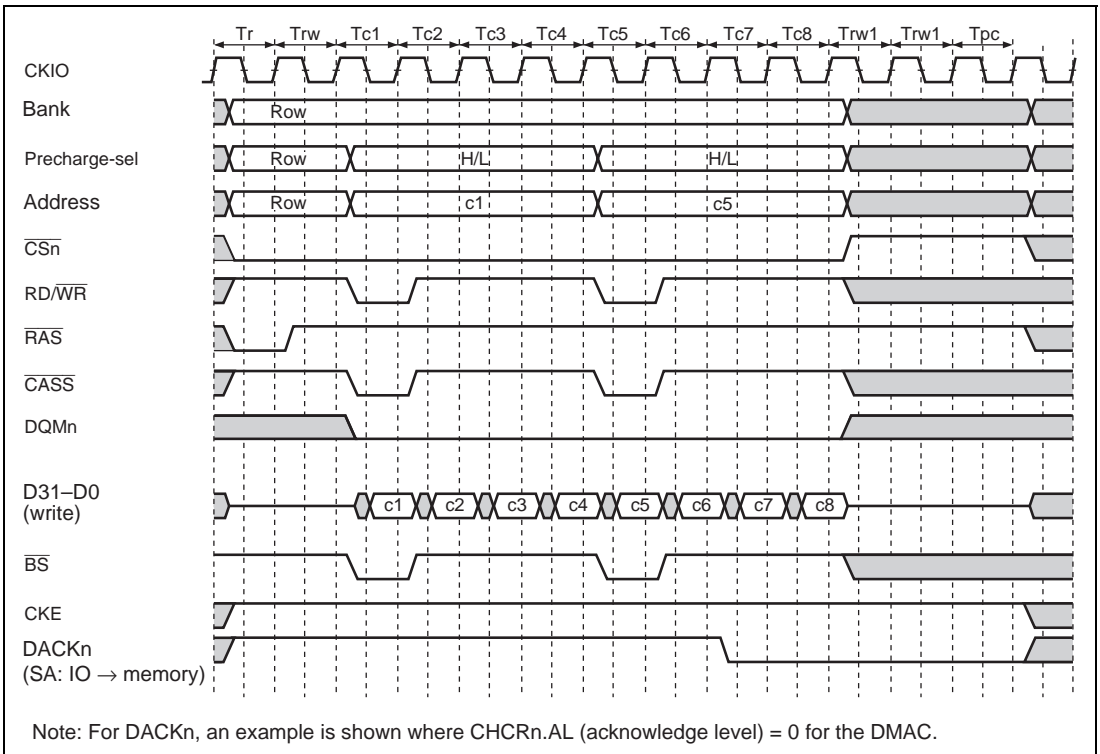 Tr Trw Tc1 Tc2 Tc3 Tc4 Tc5 Tc6 Tc7 Tc8 Trw1 Trw1 Tpc
CKIO
Bank Row
Precharge-sel Row H/L H/L
Address Row c1 c5
CSn
RD/WR
RAS
CASS
DQMn
D31–D0
(write) c1 c2 c3 c4 c5 c6 c7 c8
BS
CKE
DACKn
(SA: IO → memory)
Note: For DACKn, an example is shown where CHCRn.AL (acknowledge level) = 0 for the DMAC.